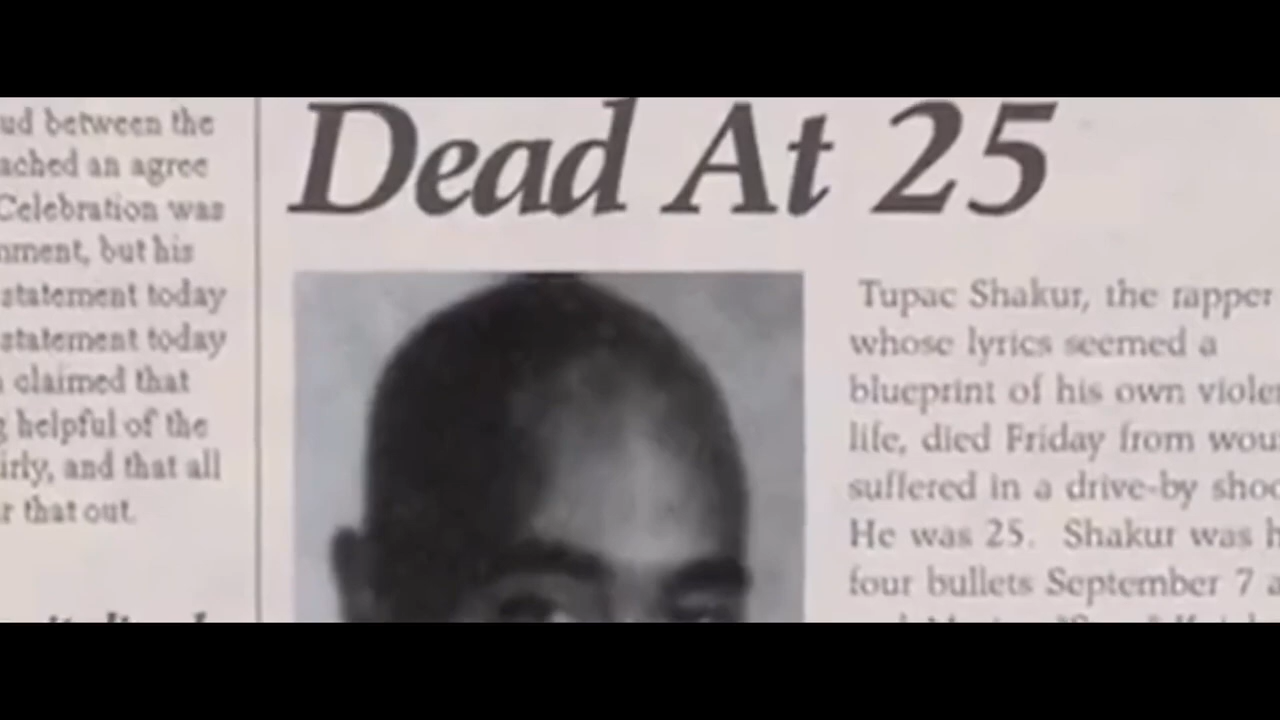 Dead At 25
ud between the
ached an agree
Celebration was
nment, but his
statement today
statement today
claimed that
helpful of the
irly, and that all
r that out.
Tupac Shakur, the rapper
whose lyrics seemed a
blueprint of his own viole
life, died Friday from wou
suffered in a drive-by shoo
He was 25. Shakur was h
four bullets September 7 a